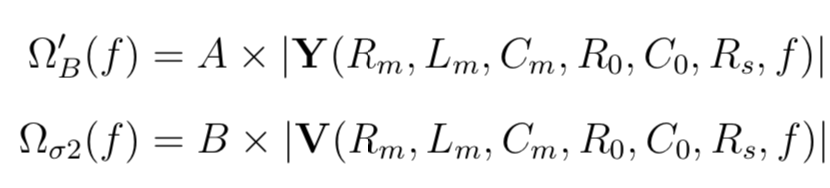 Ω′_B(f) = A × |𝐘(R_m, L_m, C_m, R_0, C_0, R_s, f)|
Ω_σ2(f) = B × |𝐕(R_m, L_m, C_m, R_0, C_0, R_s, f)|